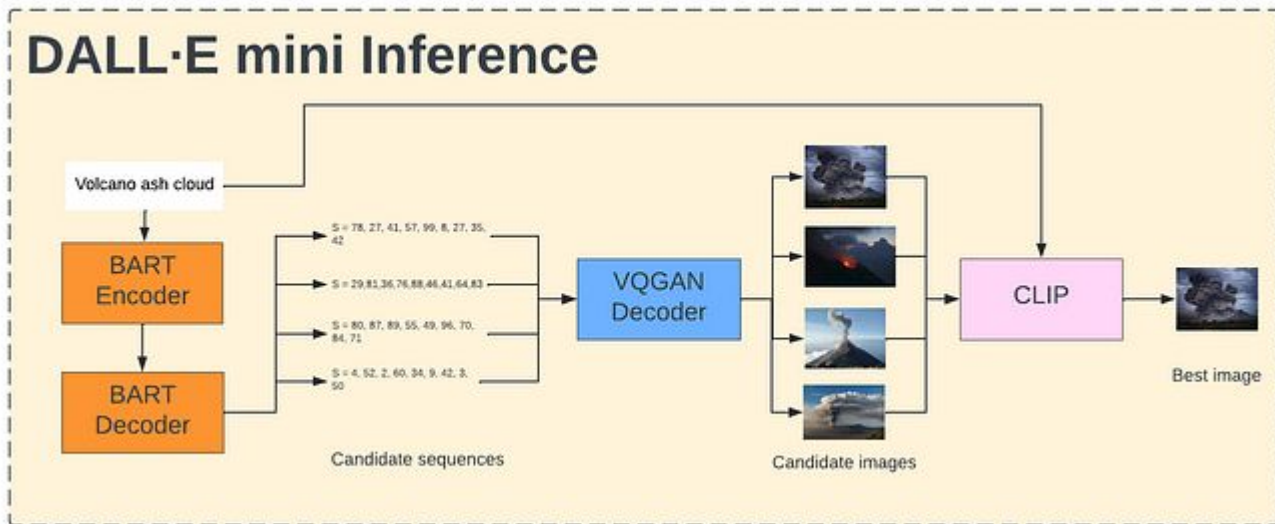 DALL·E mini Inference
Volcano ash cloud
BART
Encoder
BART
Decoder
S = 78, 27, 41, 57, 99, 8, 27, 35,
42
S = 29,81,36,76,88,46,41,64,83
S = 80, 87, 89, 55, 49, 96, 70,
84, 71
S = 4, 52, 2, 60, 34, 9, 42, 3,
50
Candidate sequences
VQGAN
Decoder
Candidate images
CLIP
Best image